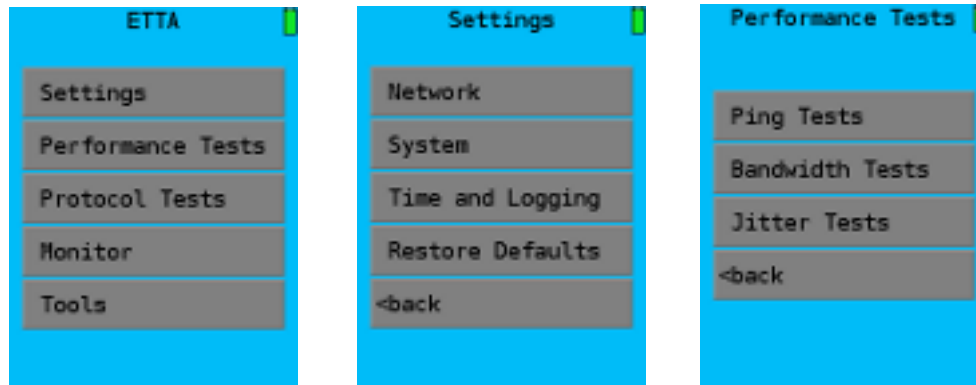 ETTA
Settings
Performance Tests
Protocol Tests
Monitor
Tools
Settings
Network
System
Time and Logging
Restore Defaults
<back
Performance Tests
Ping Tests
Bandwidth Tests
Jitter Tests
<back